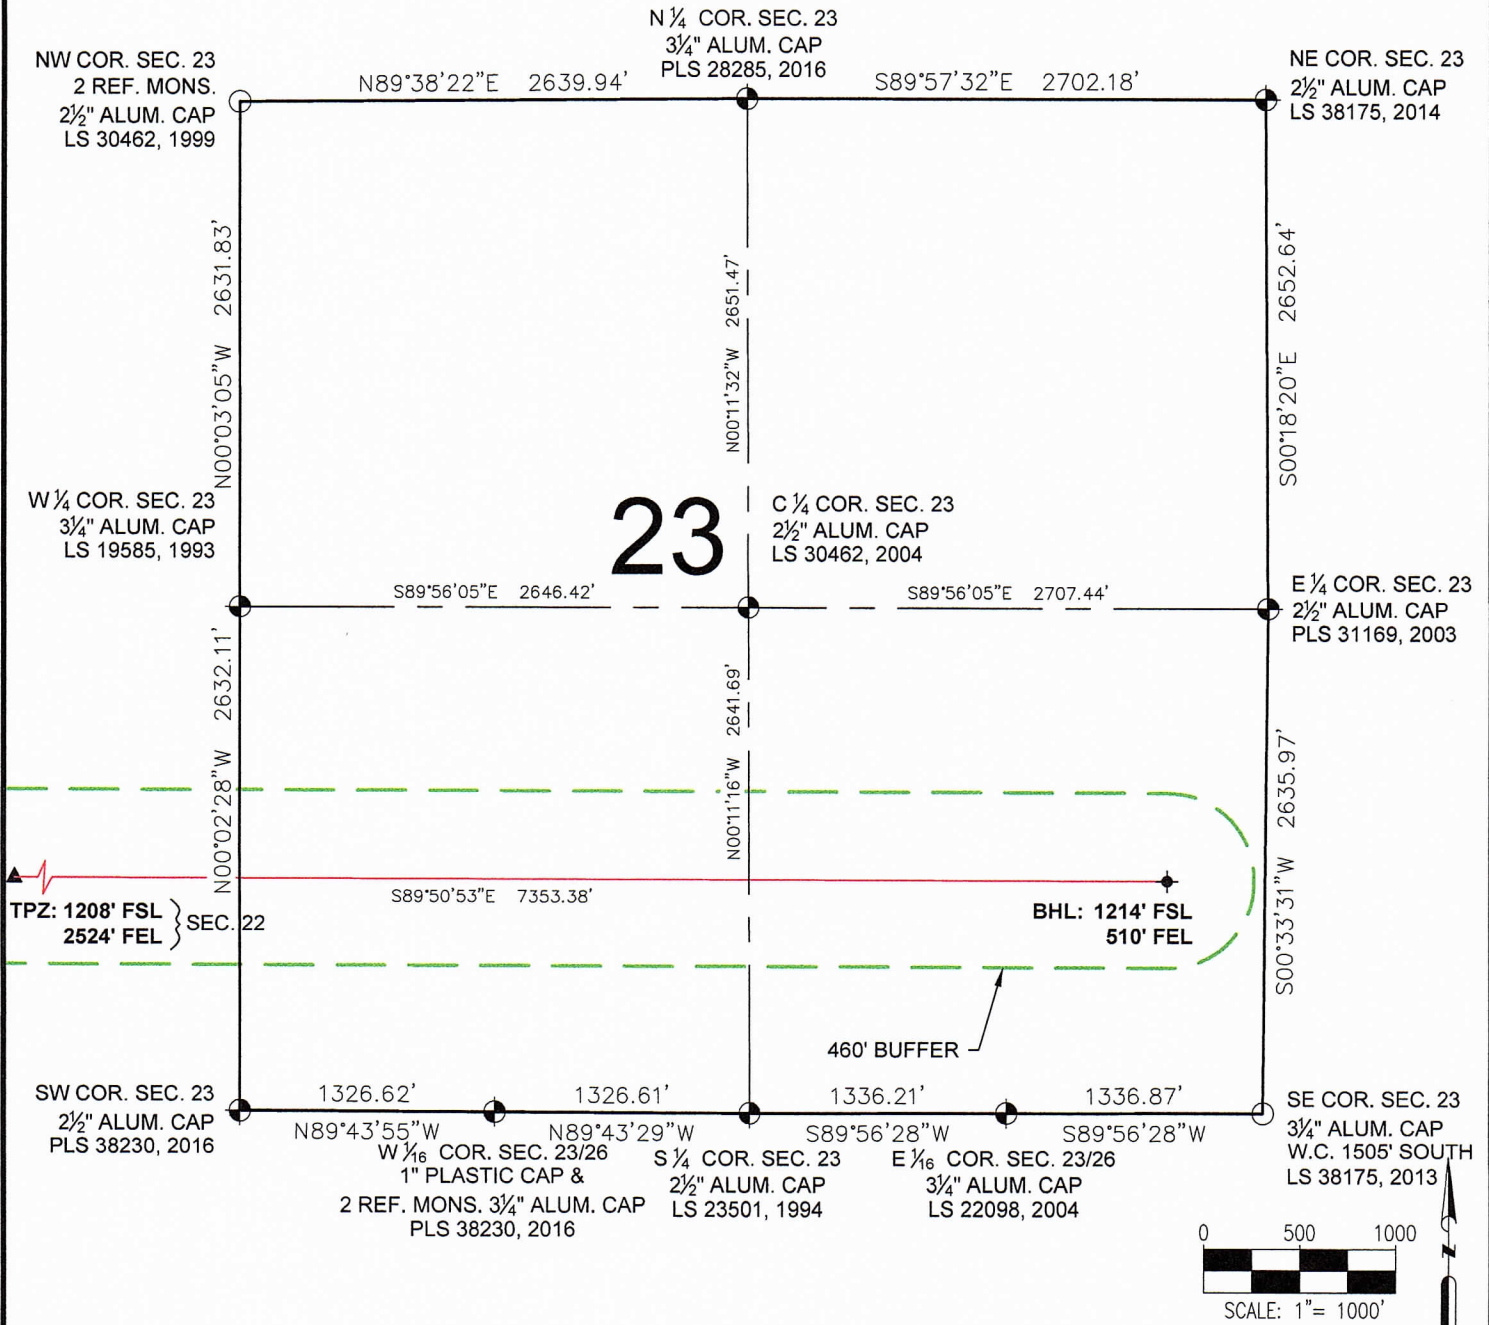 N ¼ COR. SEC. 23
3¼" ALUM. CAP
PLS 28285, 2016
NW COR. SEC. 23
2 REF. MONS.
2½" ALUM. CAP
LS 30462, 1999
N89°38'22"E 2639.94'
S89°57'32"E 2702.18'
NE COR. SEC. 23
2½" ALUM. CAP
LS 38175, 2014
N00°03'05"W 2631.83'
N00°11'32"W 2651.47'
S00°18'20"E 2652.64'
W ¼ COR. SEC. 23
3¼" ALUM. CAP
LS 19585, 1993
23
C ¼ COR. SEC. 23
2½" ALUM. CAP
LS 30462, 2004
S89°56'05"E 2646.42'
S89°56'05"E 2707.44'
E ¼ COR. SEC. 23
2½" ALUM. CAP
PLS 31169, 2003
N00°02'28"W 2632.11'
N00°11'16"W 2641.69'
S00°33'31"W 2635.97'
S89°50'53"E 7353.38'
TPZ: 1208' FSL
2524' FEL
SEC. 22
BHL: 1214' FSL
510' FEL
460' BUFFER
SW COR. SEC. 23
2½" ALUM. CAP
PLS 38230, 2016
1326.62'
N89°43'55"W
1326.61'
N89°43'29"W
1336.21'
S89°56'28"W
1336.87'
S89°56'28"W
W 1⁄16 COR. SEC. 23/26
1" PLASTIC CAP &
2 REF. MONS. 3¼" ALUM. CAP
PLS 38230, 2016
S ¼ COR. SEC. 23
2½" ALUM. CAP
LS 23501, 1994
E 1⁄16 COR. SEC. 23/26
3¼" ALUM. CAP
LS 22098, 2004
SE COR. SEC. 23
3¼" ALUM. CAP
W.C. 1505' SOUTH
LS 38175, 2013
0 500 1000
SCALE: 1"= 1000'
N